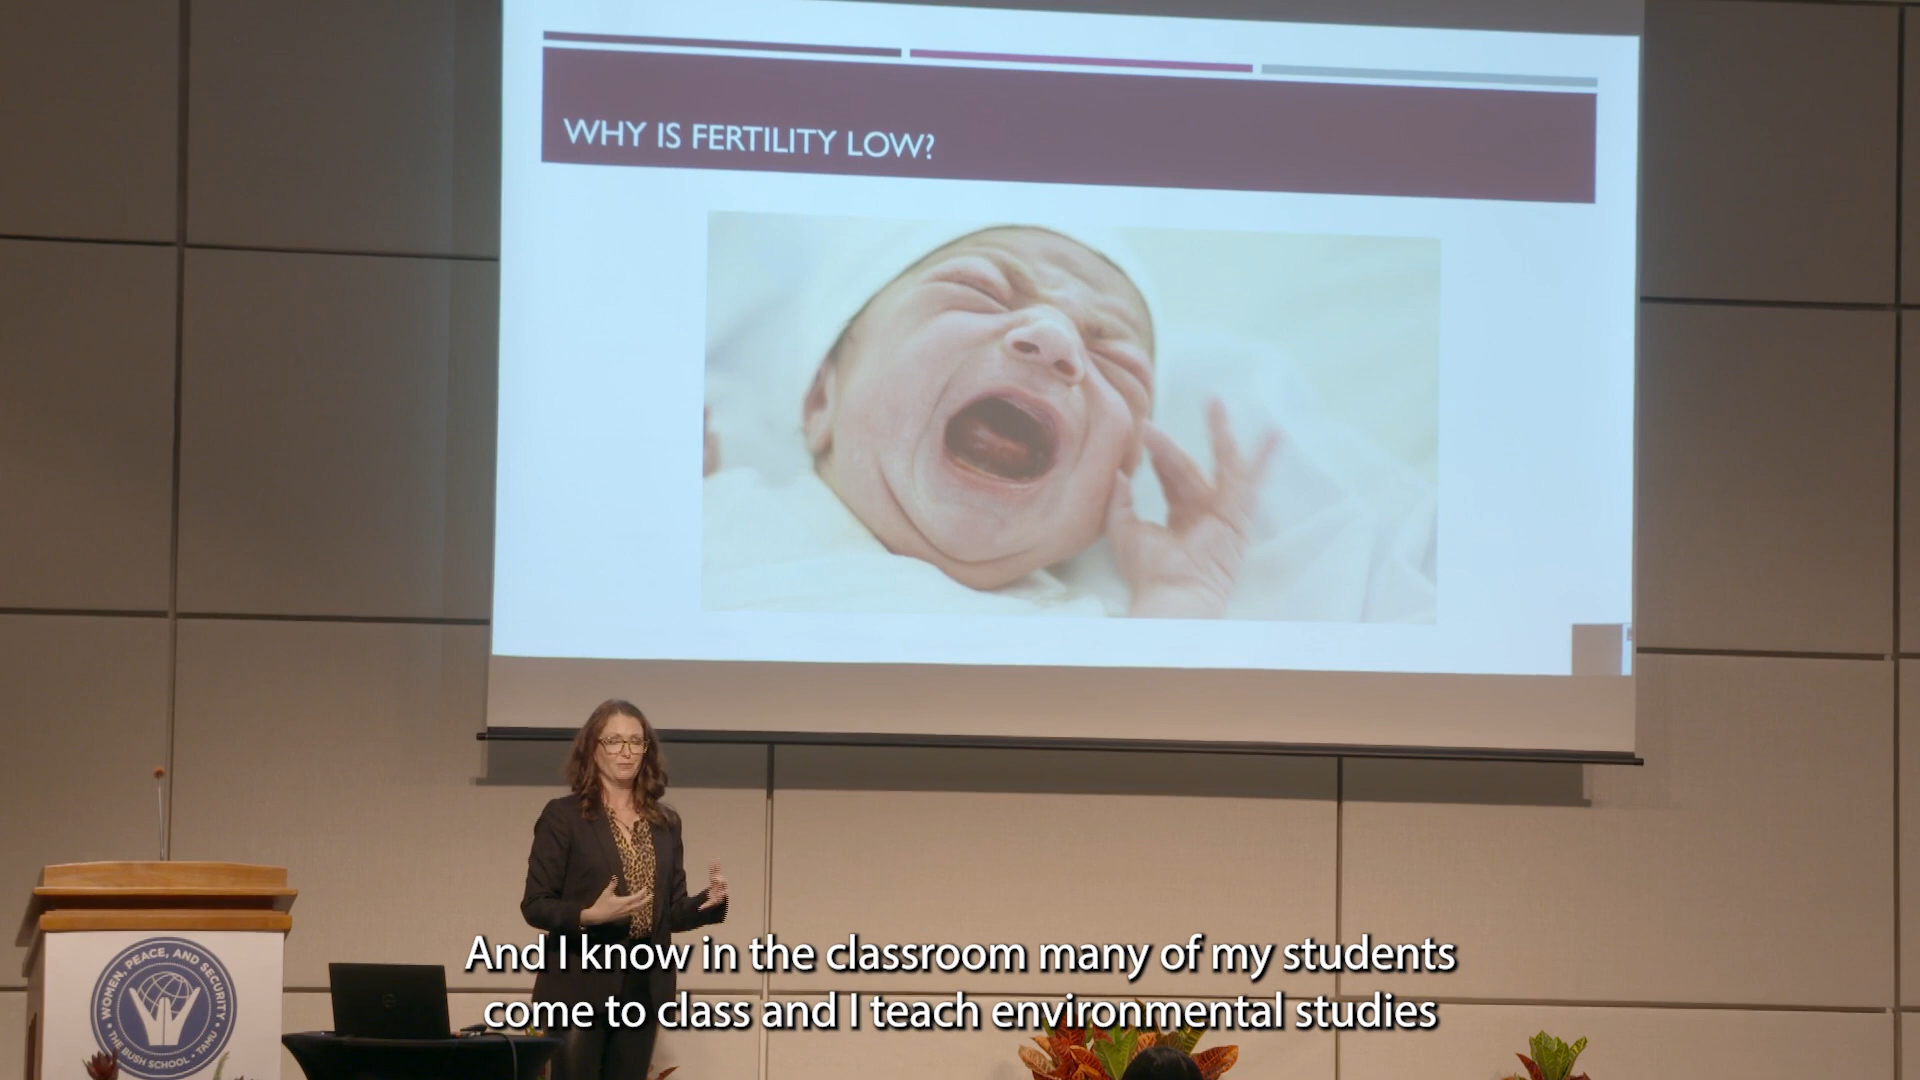 WHY IS FERTILITY LOW?
And I know in the classroom many of my students
come to class and I teach environmental studies
WOMEN, PEACE, AND SECURITY
• THE BUSH SCHOOL • TAMU •